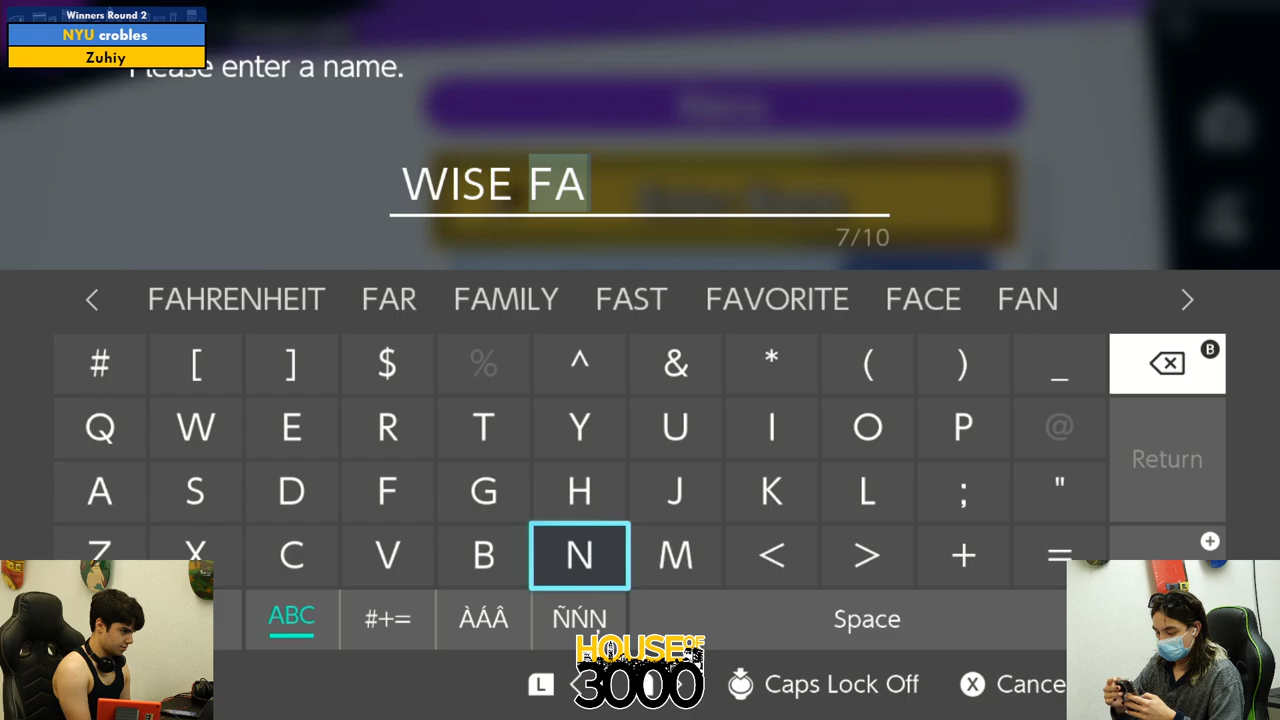 Winners Round 2
NYU crobles
Zuhiy
Please enter a name.
WISE FA
7/10
< FAHRENHEIT FAR FAMILY FAST FAVORITE FACE FAN >
# [ ] $ % ^ & * ( ) _ B
Q W E R T Y U I O P @
Return
A S D F G H J K L ; "
Z X C V B N M < > + = +
ABC #+= ÀÁÂ ÑŃŅ Space
HOUSE OF
3000
L Caps Lock Off X Cance